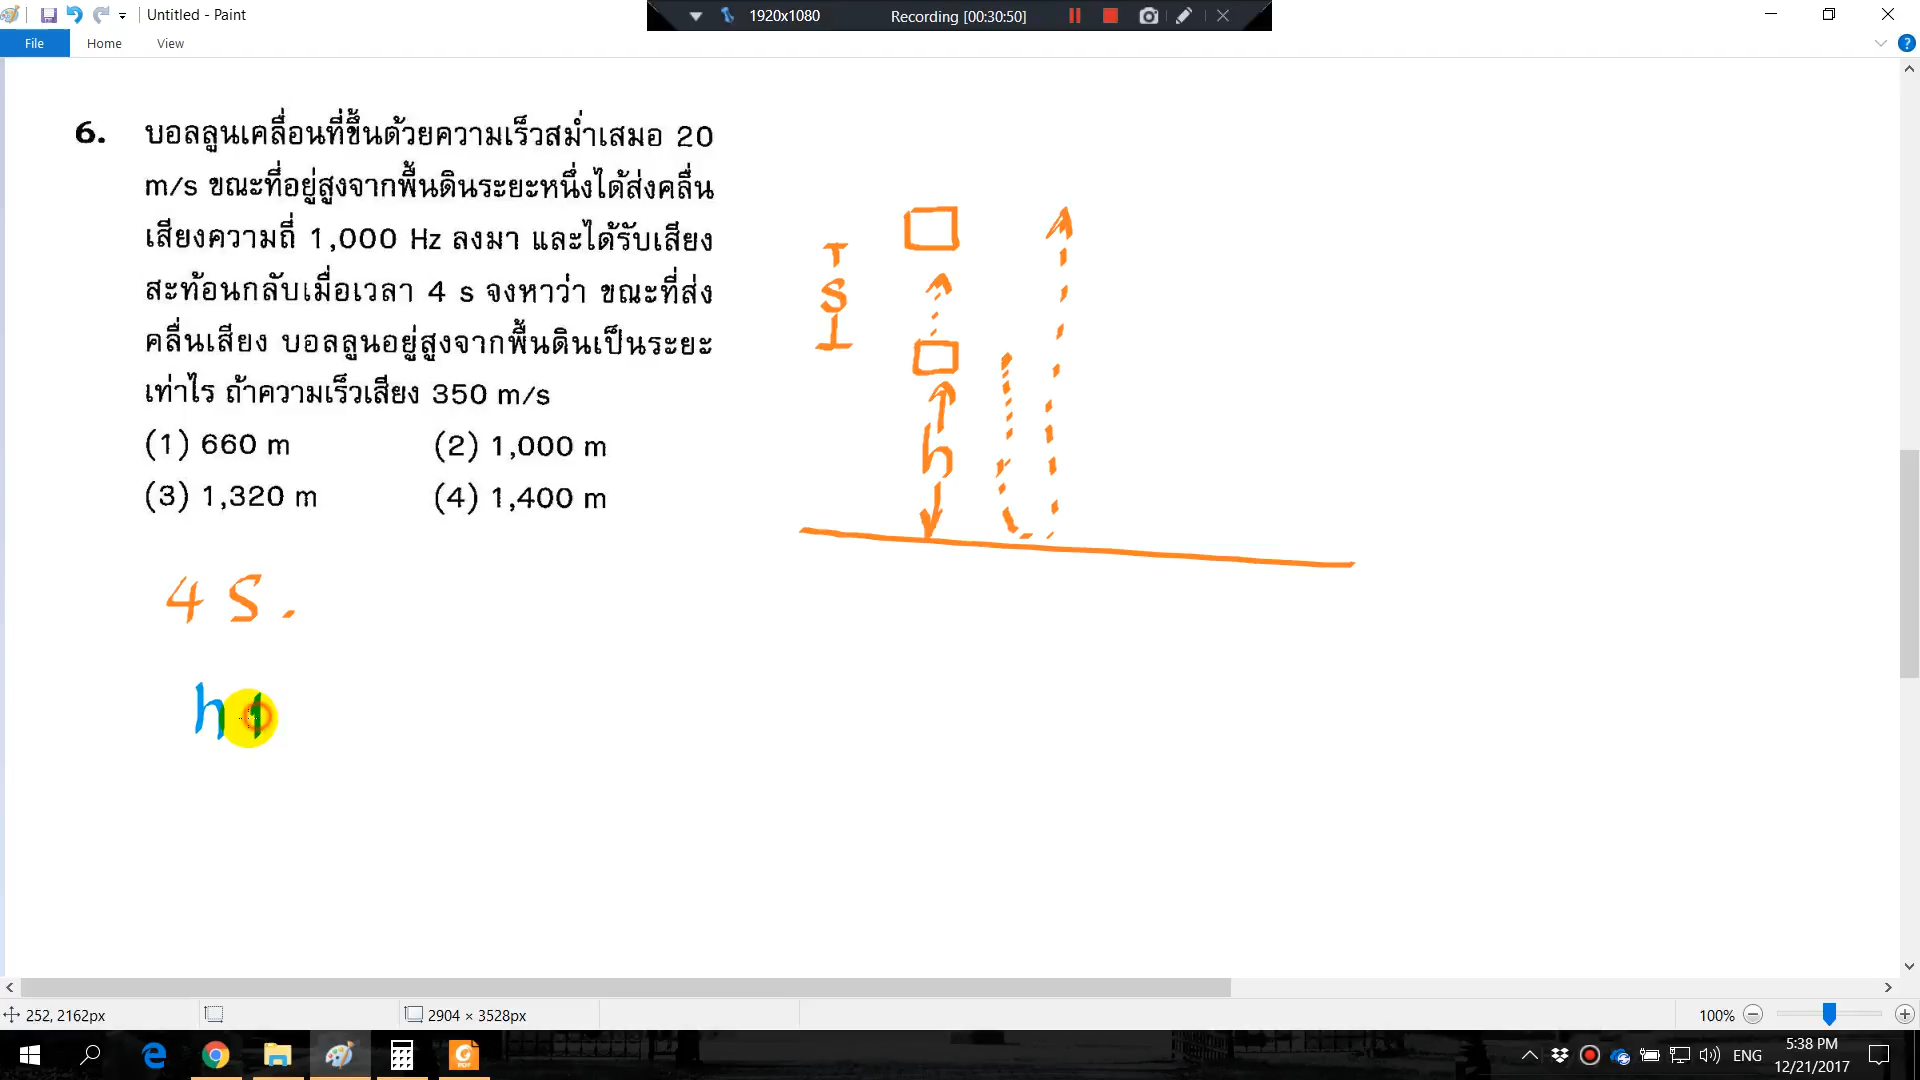 Untitled - Paint
1920x1080
Recording [00:30:50]
File
Home
View
6. บอลลูนเคลื่อนที่ขึ้นด้วยความเร็วสม่ำเสมอ 20
m/s ขณะที่อยู่สูงจากพื้นดินระยะหนึ่งได้ส่งคลื่น
เสียงความถี่ 1,000 Hz ลงมา และได้รับเสียง
สะท้อนกลับเมื่อเวลา 4 s จงหาว่า ขณะที่ส่ง
คลื่นเสียง บอลลูนอยู่สูงจากพื้นดินเป็นระยะ
เท่าไร ถ้าความเร็วเสียง 350 m/s
(1) 660 m (2) 1,000 m
(3) 1,320 m (4) 1,400 m
S
h
4 S.
h
252, 2162px
2904 × 3528px
100%
ENG
5:38 PM
12/21/2017